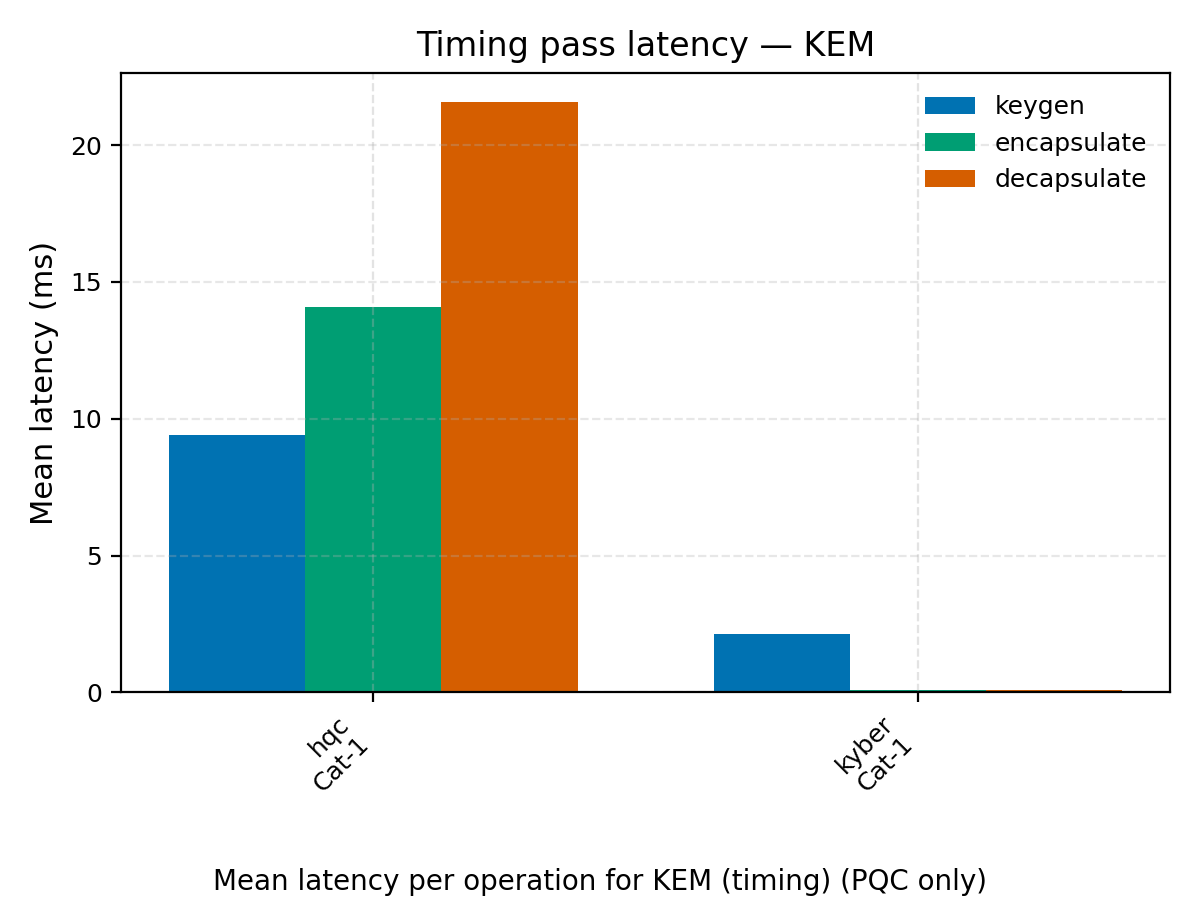 Timing pass latency — KEM
keygen
encapsulate
decapsulate
Mean latency (ms)
20
15
10
5
0
hqc
Cat-1
kyber
Cat-1
Mean latency per operation for KEM (timing) (PQC only)